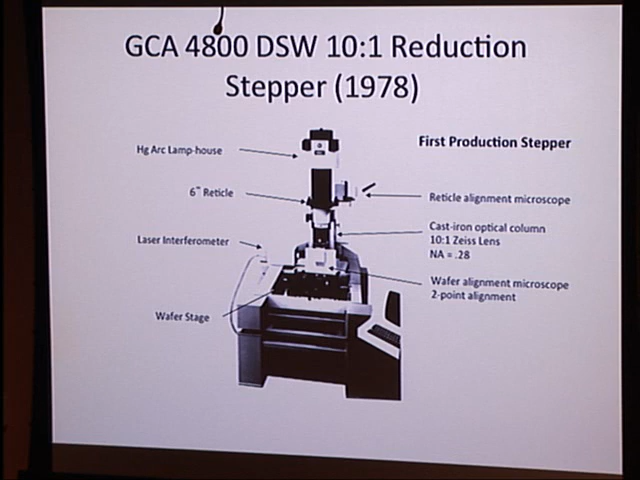 GCA 4800 DSW 10:1 Reduction
Stepper (1978)
First Production Stepper
Hg Arc Lamp-house
6" Reticle
Reticle alignment microscope
Cast-iron optical column
10:1 Zeiss Lens
NA = .28
Laser Interferometer
Wafer alignment microscope
2-point alignment
Wafer Stage